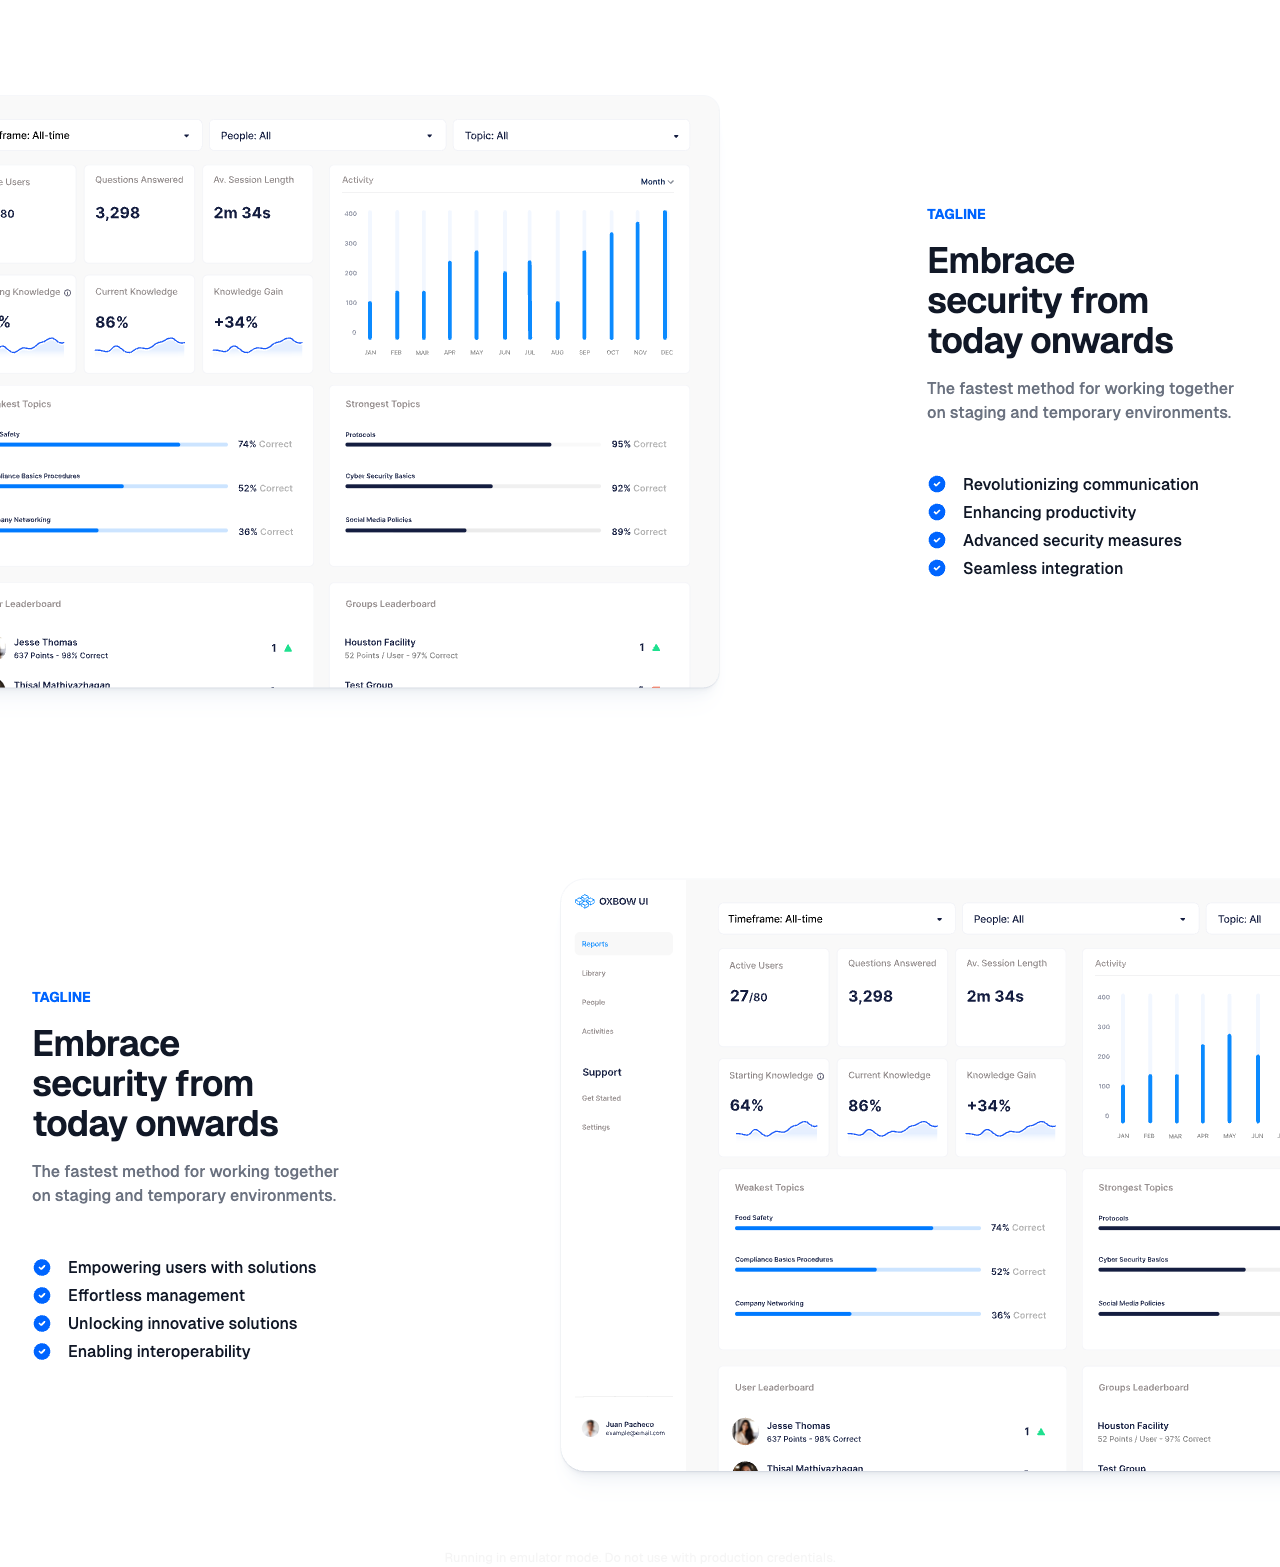 frame: All-time
People: All
Topic: All
e Users
Questions Answered
Av. Session Length
Activity
Month
/80
3,298
2m 34s
400
300
200
100
0
JAN FEB MAR APR MAY JUN JUL AUG SEP OCT NOV DEC
ng Knowledge
Current Knowledge
Knowledge Gain
%
86%
+34%
kest Topics
Safety
74% Correct
liance Basics Procedures
52% Correct
any Networking
36% Correct
Strongest Topics
Protocols
95% Correct
Cyber Security Basics
92% Correct
Social Media Policies
89% Correct
r Leaderboard
Jesse Thomas
637 Points - 98% Correct
1
Thisal Mathivazhagan
Groups Leaderboard
Houston Facility
52 Points / User - 97% Correct
1
Test Group
TAGLINE
Embrace
security from
today onwards
The fastest method for working together
on staging and temporary environments.
Revolutionizing communication
Enhancing productivity
Advanced security measures
Seamless integration
TAGLINE
Embrace
security from
today onwards
The fastest method for working together
on staging and temporary environments.
Empowering users with solutions
Effortless management
Unlocking innovative solutions
Enabling interoperability
OXBOW UI
Reports
Library
People
Activities
Support
Get Started
Settings
Juan Pacheco
example@email.com
Timeframe: All-time
People: All
Topic: All
Active Users
Questions Answered
Av. Session Length
Activity
27/80
3,298
2m 34s
400
300
200
100
0
JAN FEB MAR APR MAY JUN J
Starting Knowledge
Current Knowledge
Knowledge Gain
64%
86%
+34%
Weakest Topics
Food Safety
74% Correct
Compliance Basics Procedures
52% Correct
Company Networking
36% Correct
Strongest Topics
Protocols
Cyber Security Basics
Social Media Policies
User Leaderboard
Jesse Thomas
637 Points - 98% Correct
1
Thisal Mathivazhagan
Groups Leaderboard
Houston Facility
52 Points / User - 97% Correct
Test Group
Running in emulator mode. Do not use with production credentials.